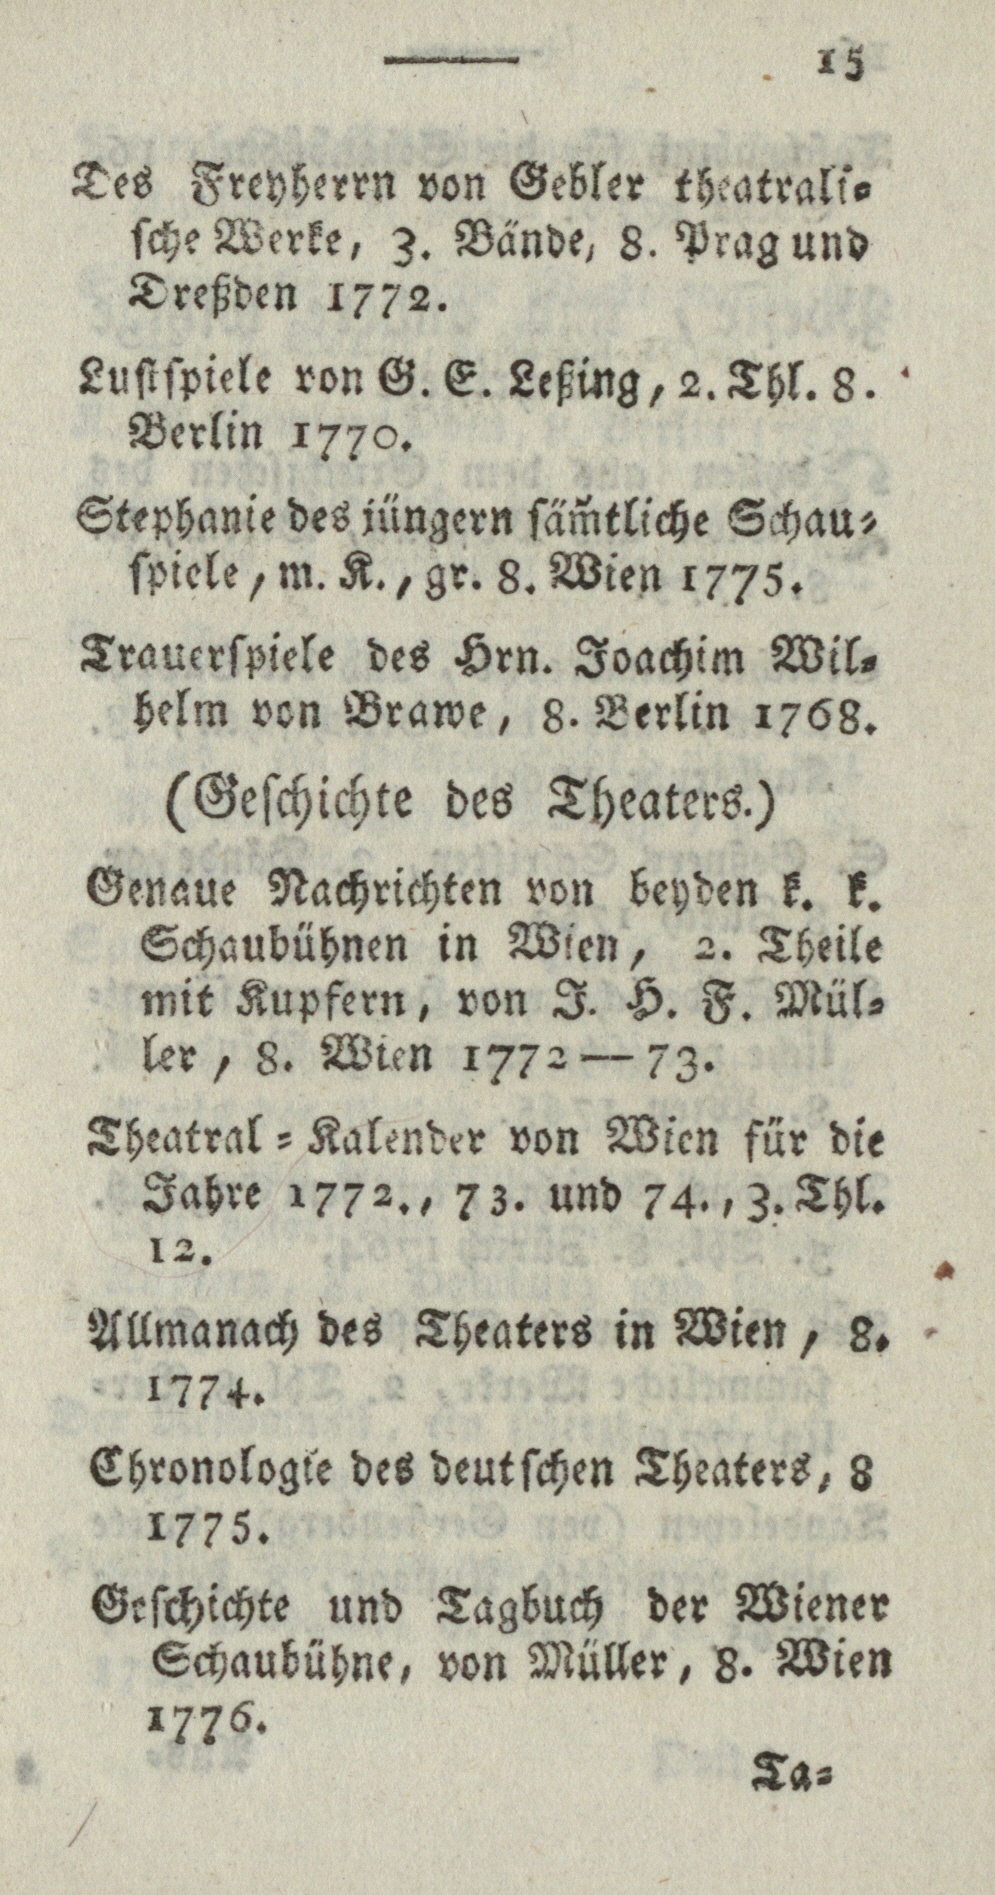 15
Des Freyherrn von Gebler theatrali=
sche Werke, 3. Bände, 8. Prag und
Dreßden 1772.
Lustspiele von G. E. Leßing, 2. Thl. 8.
Berlin 1770.
Stephanie des jüngern säm̃tliche Schau=
spiele, m. K., gr. 8. Wien 1775.
Trauerspiele des Hrn. Joachim Wil=
helm von Brawe, 8. Berlin 1768.
(Geschichte des Theaters.)
Genaue Nachrichten von beyden k. k.
Schaubühnen in Wien, 2. Theile
mit Kupfern, von J. H. F. Mül=
ler, 8. Wien 1772—73.
Theatral=Kalender von Wien für die
Jahre 1772., 73. und 74., 3. Thl.
12.
Allmanach des Theaters in Wien, 8.
1774.
Chronologie des deutschen Theaters, 8
1775.
Geschichte und Tagbuch der Wiener
Schaubühne, von Müller, 8. Wien
1776.
Ta=